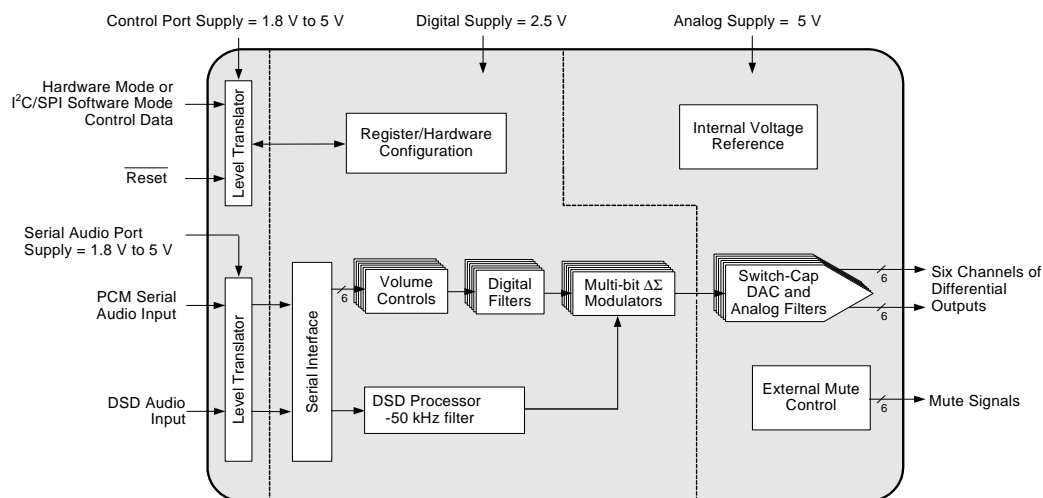 Control Port Supply = 1.8 V to 5 V
Digital Supply = 2.5 V
Analog Supply = 5 V
Hardware Mode or
I²C/SPI Software Mode
Control Data
Reset
Level Translator
Register/Hardware
Configuration
Internal Voltage
Reference
Serial Audio Port
Supply = 1.8 V to 5 V
PCM Serial
Audio Input
DSD Audio
Input
Level Translator
Serial Interface
6
Volume
Controls
Digital
Filters
Multi-bit ΔΣ
Modulators
Switch-Cap
DAC and
Analog Filters
6
6
Six Channels of
Differential
Outputs
DSD Processor
-50 kHz filter
External Mute
Control
6
Mute Signals